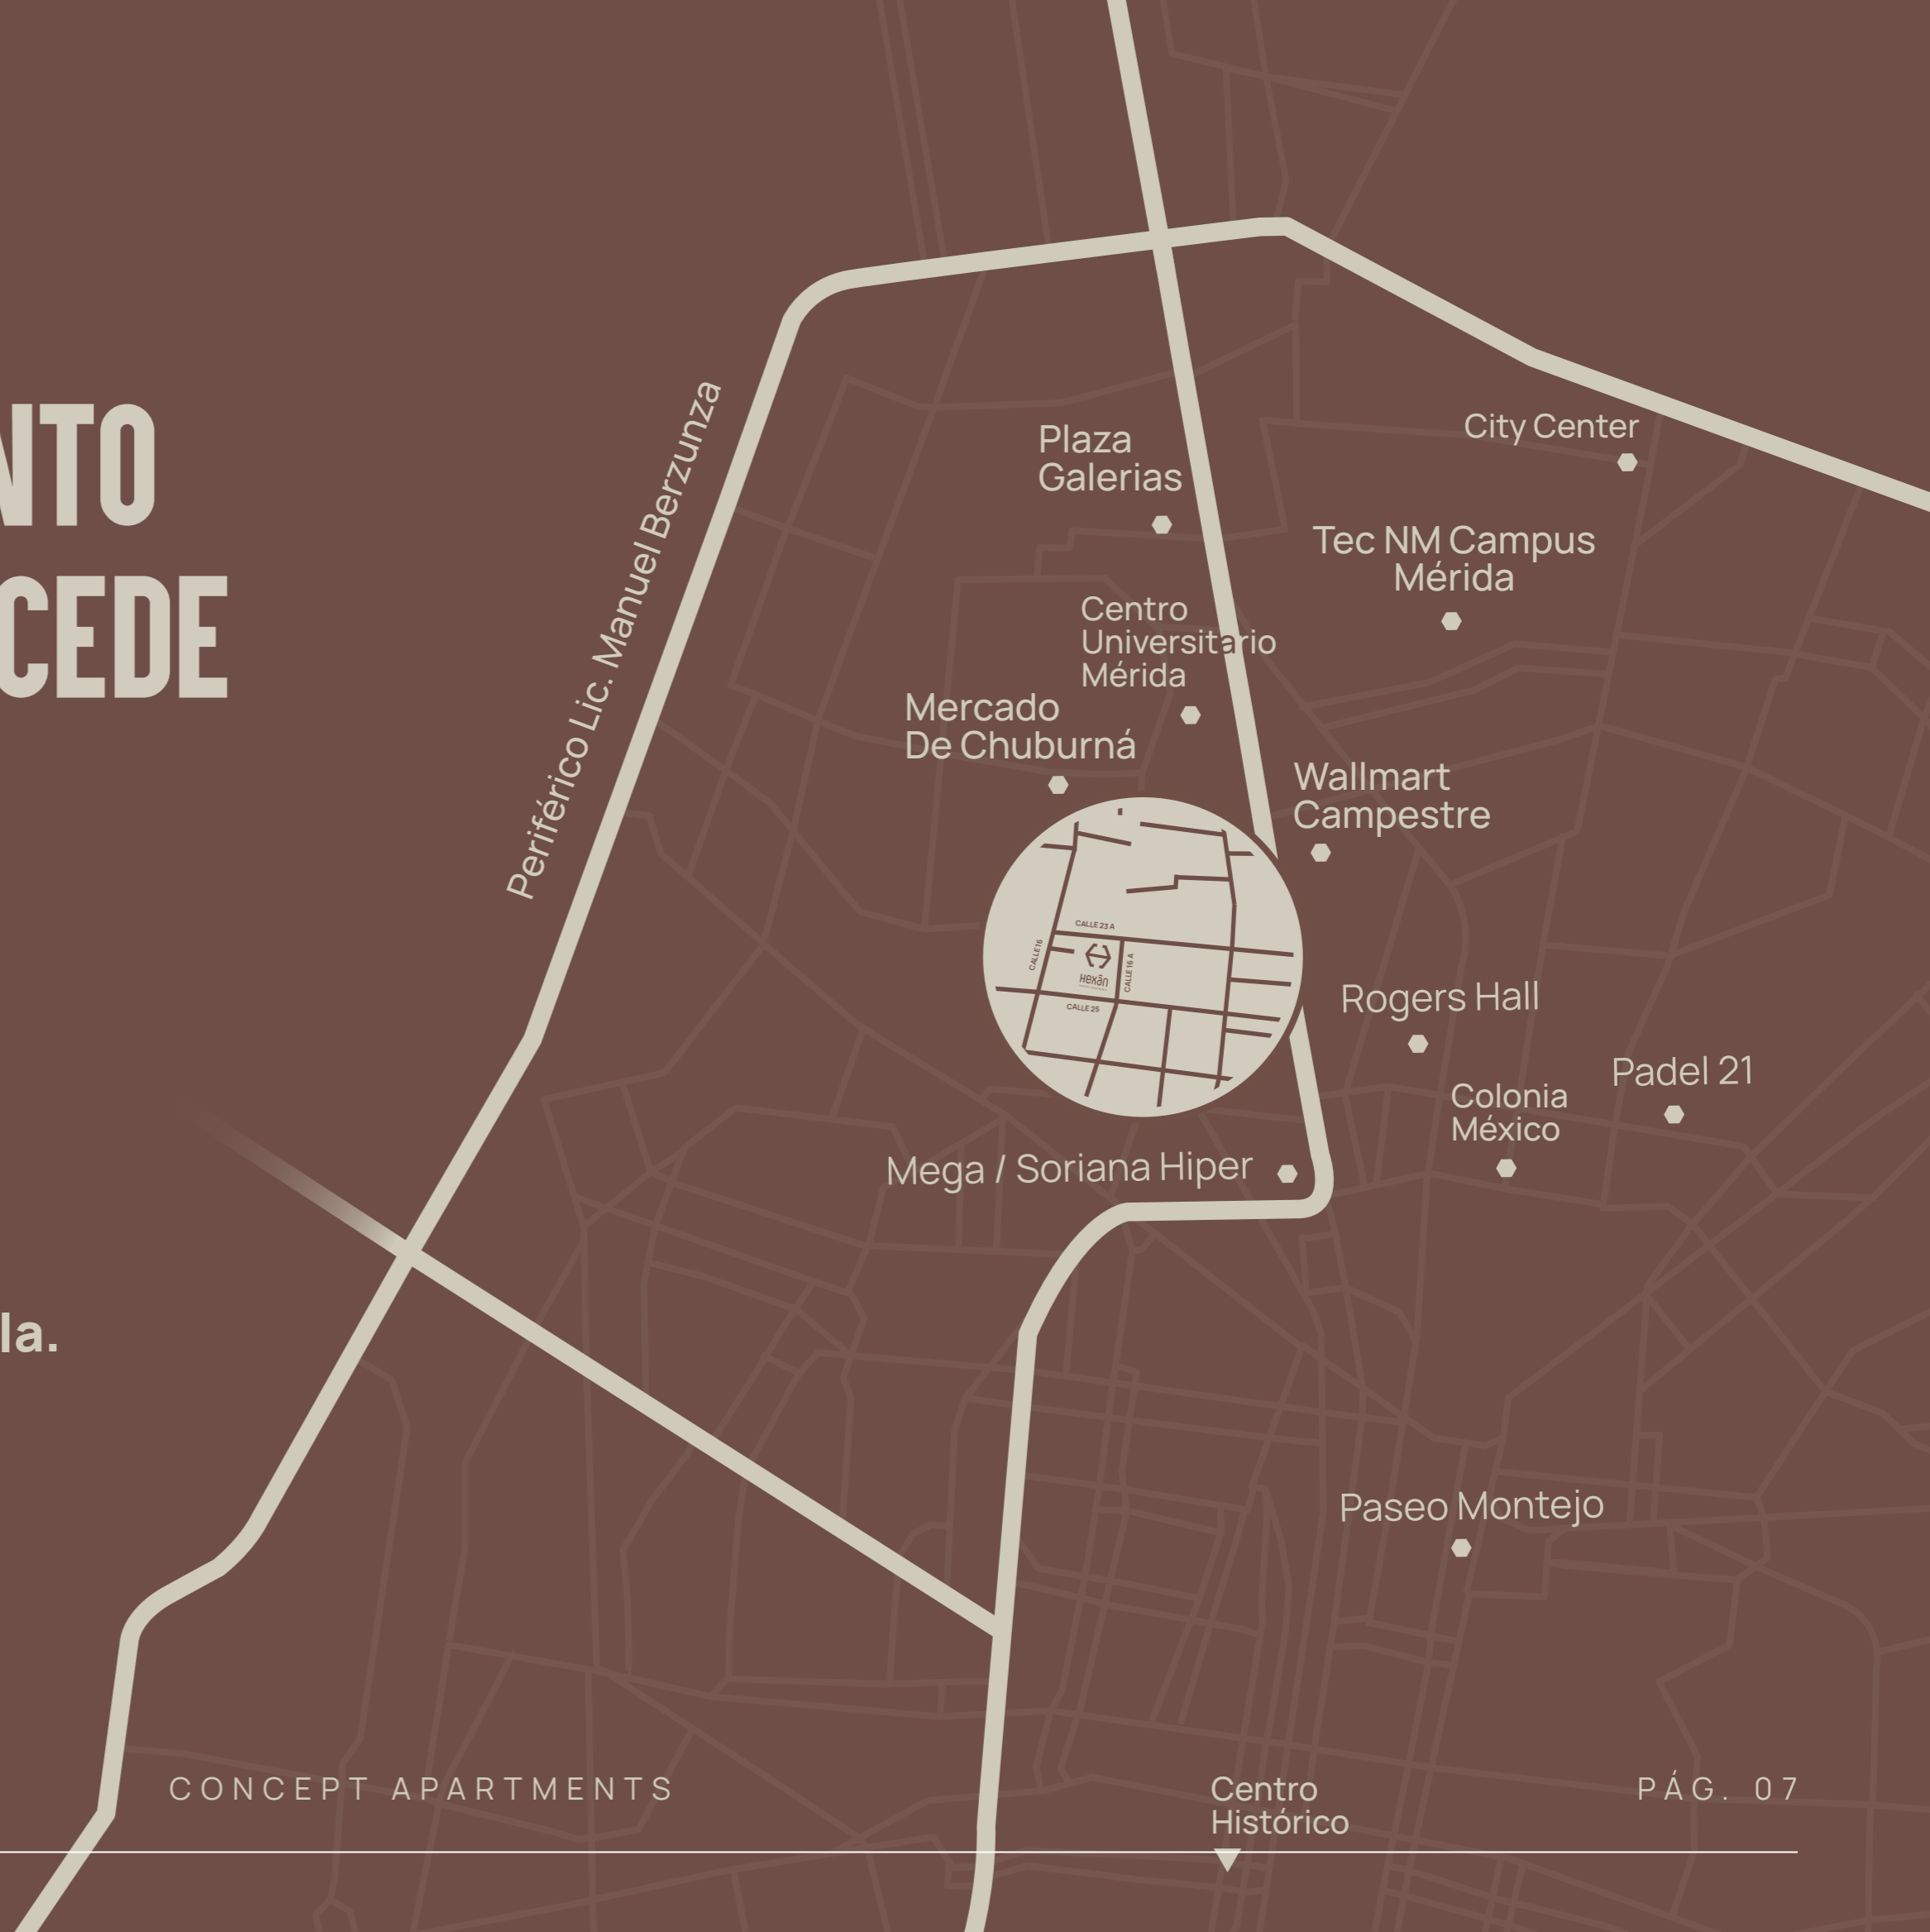 NTO
CEDE
la.
Periférico Lic. Manuel Berzunza
Plaza
Galerias
City Center
Tec NM Campus
Mérida
Centro
Universitario
Mérida
Mercado
De Chuburná
Wallmart
Campestre
CALLE 23 A
CALLE16
CALLE 16 A
Hexān
CALLE 25
Rogers Hall
Padel 21
Colonia
México
Mega / Soriana Hiper
Paseo Montejo
CONCEPT APARTMENTS
Centro
Histórico
PÁG. 07